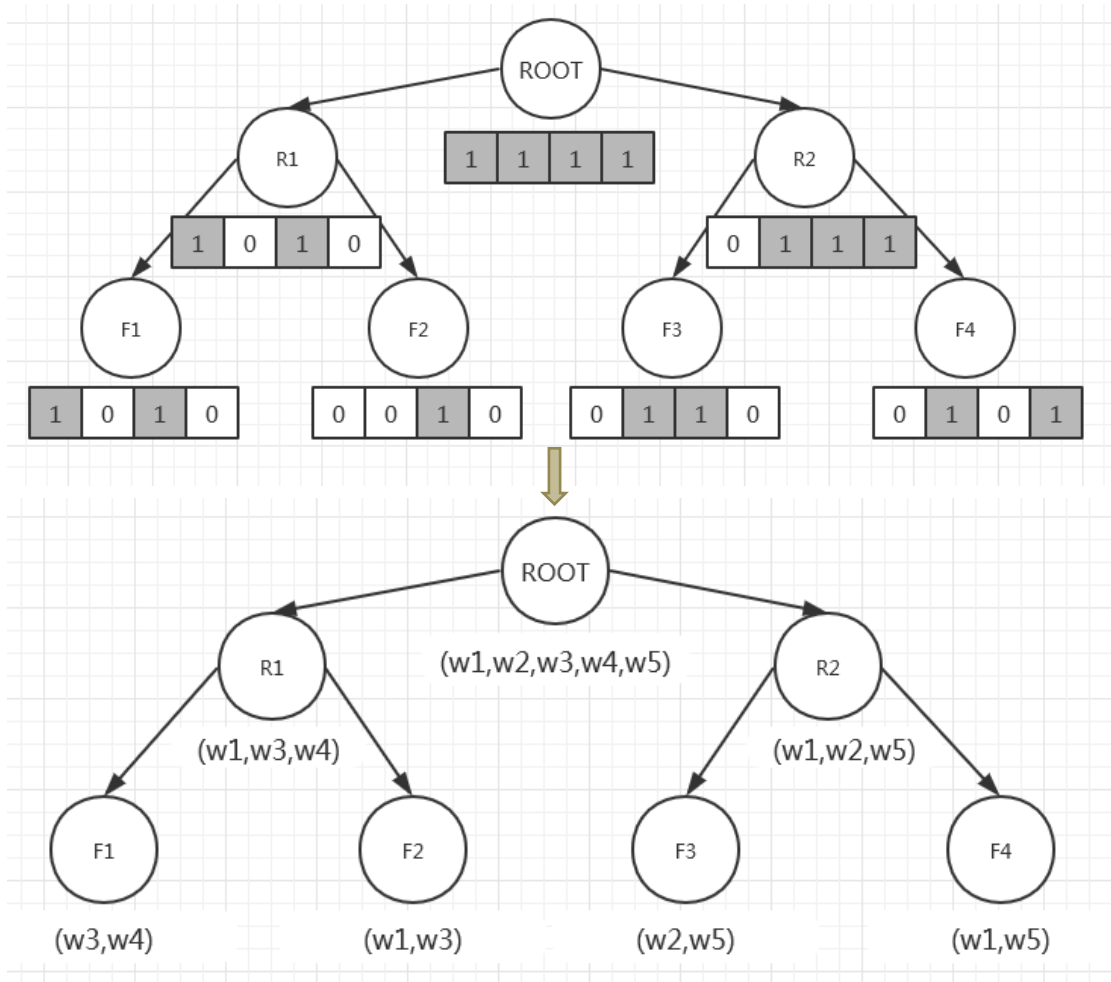 ROOT
R1
1 1 1 1
R2
1 0 1 0
0 1 1 1
F1
F2
F3
F4
1 0 1 0
0 0 1 0
0 1 1 0
0 1 0 1
ROOT
R1
(w1,w2,w3,w4,w5)
R2
(w1,w3,w4)
(w1,w2,w5)
F1
F2
F3
F4
(w3,w4)
(w1,w3)
(w2,w5)
(w1,w5)